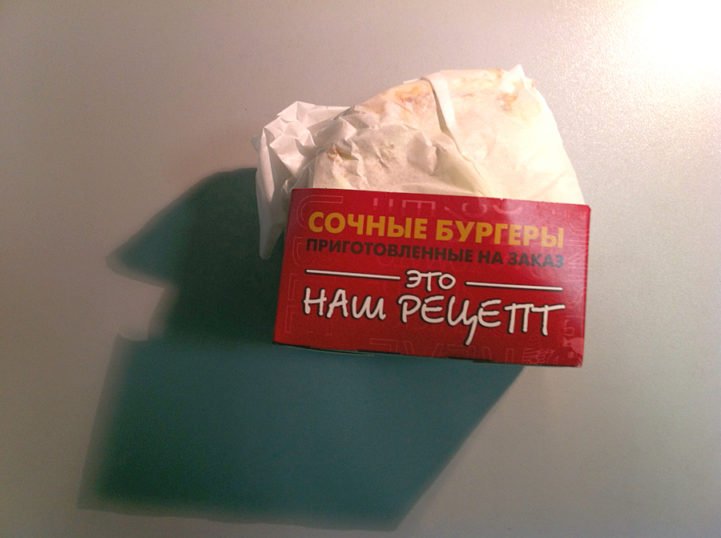 СОЧНЫЕ БУРГЕРЫ
ПРИГОТОВЛЕННЫЕ НА ЗАКАЗ
ЭТО
НАШ РЕЦЕПТ